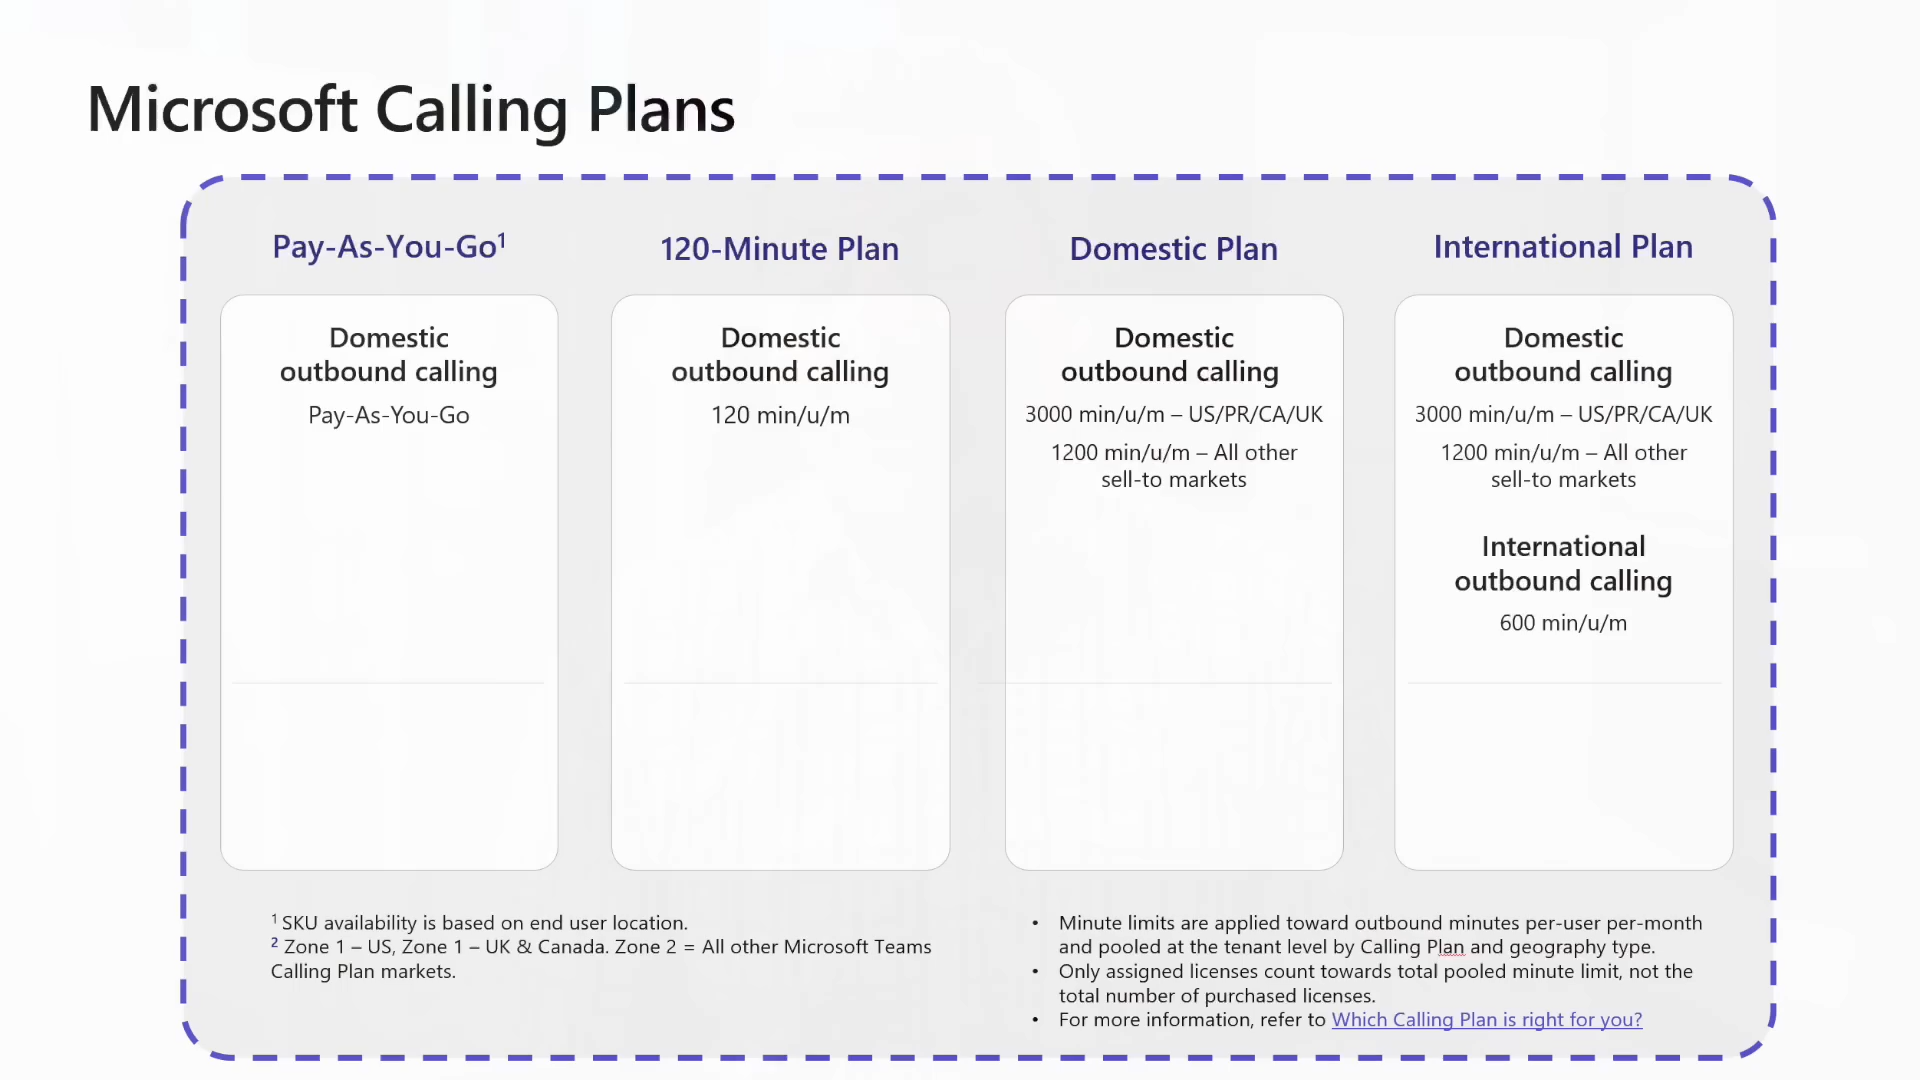 Microsoft Calling Plans
Pay-As-You-Go¹
Domestic
outbound calling
Pay-As-You-Go
120-Minute Plan
Domestic
outbound calling
120 min/u/m
Domestic Plan
Domestic
outbound calling
3000 min/u/m – US/PR/CA/UK
1200 min/u/m – All other
sell-to markets
International Plan
Domestic
outbound calling
3000 min/u/m – US/PR/CA/UK
1200 min/u/m – All other
sell-to markets
International
outbound calling
600 min/u/m
¹ SKU availability is based on end user location.
² Zone 1 – US, Zone 1 – UK & Canada. Zone 2 = All other Microsoft Teams
Calling Plan markets.
• Minute limits are applied toward outbound minutes per-user per-month
and pooled at the tenant level by Calling Plan and geography type.
• Only assigned licenses count towards total pooled minute limit, not the
total number of purchased licenses.
• For more information, refer to Which Calling Plan is right for you?